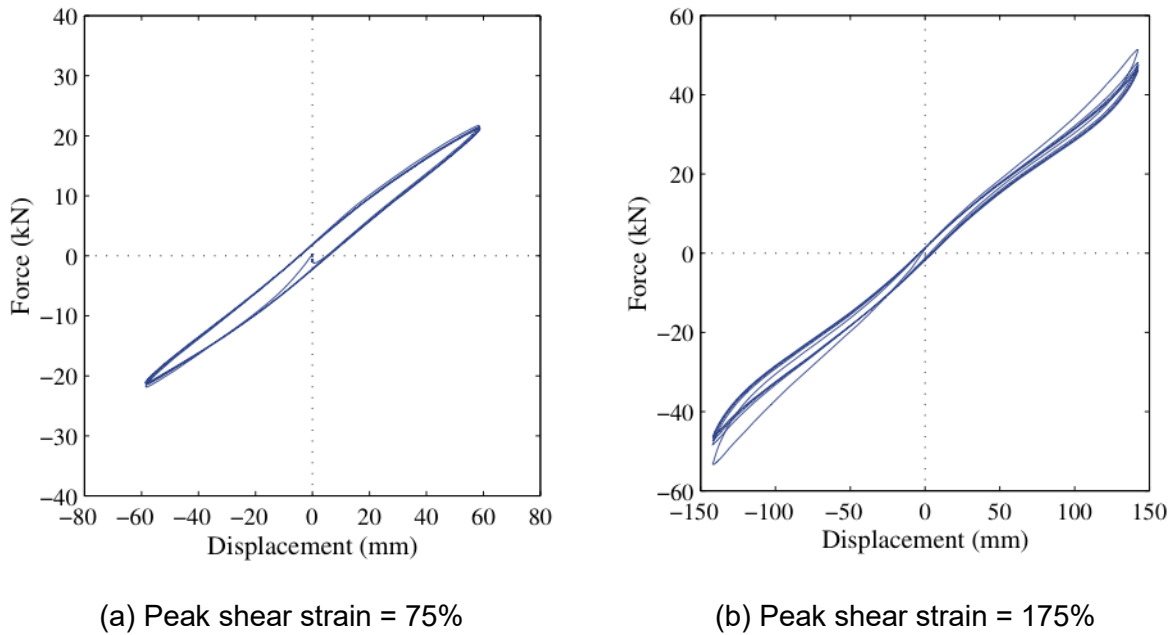 40
30
20
10
0
−10
−20
−30
−40
−80 −60 −40 −20 0 20 40 60 80
Force (kN)
Displacement (mm)
(a) Peak shear strain = 75%
60
40
20
0
−20
−40
−60
−150 −100 −50 0 50 100 150
Force (kN)
Displacement (mm)
(b) Peak shear strain = 175%